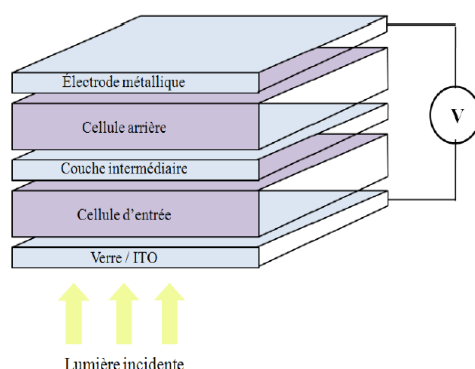 Électrode métallique
Cellule arrière
V
Couche intermédiaire
Cellule d'entrée
Verre / ITO
Lumière incidente